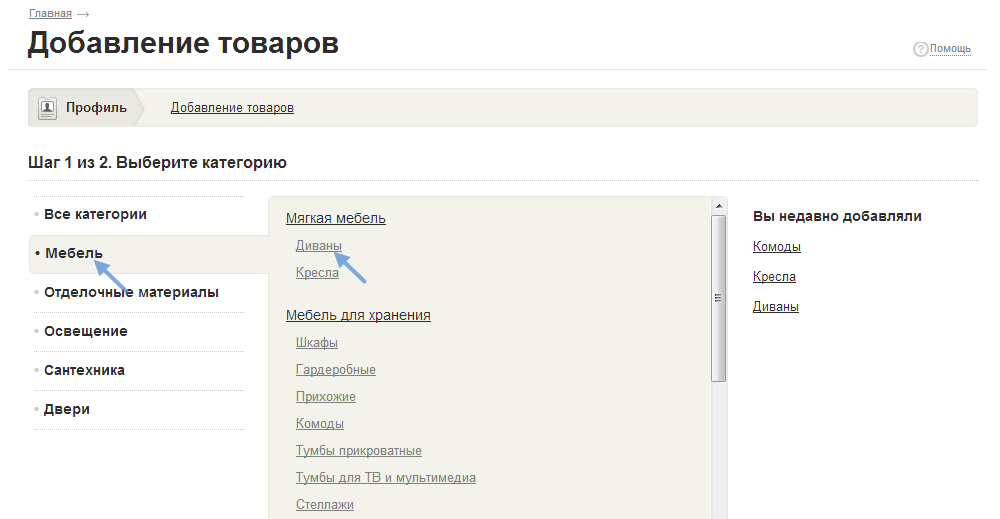 Главная →
Добавление товаров
? Помощь
Профиль
Добавление товаров
Шаг 1 из 2. Выберите категорию
• Все категории
• Мебель
• Отделочные материалы
• Освещение
• Сантехника
• Двери
Мягкая мебель
Диваны
Кресла
Мебель для хранения
Шкафы
Гардеробные
Прихожие
Комоды
Тумбы прикроватные
Тумбы для ТВ и мультимедиа
Стеллажи
Вы недавно добавляли
Комоды
Кресла
Диваны